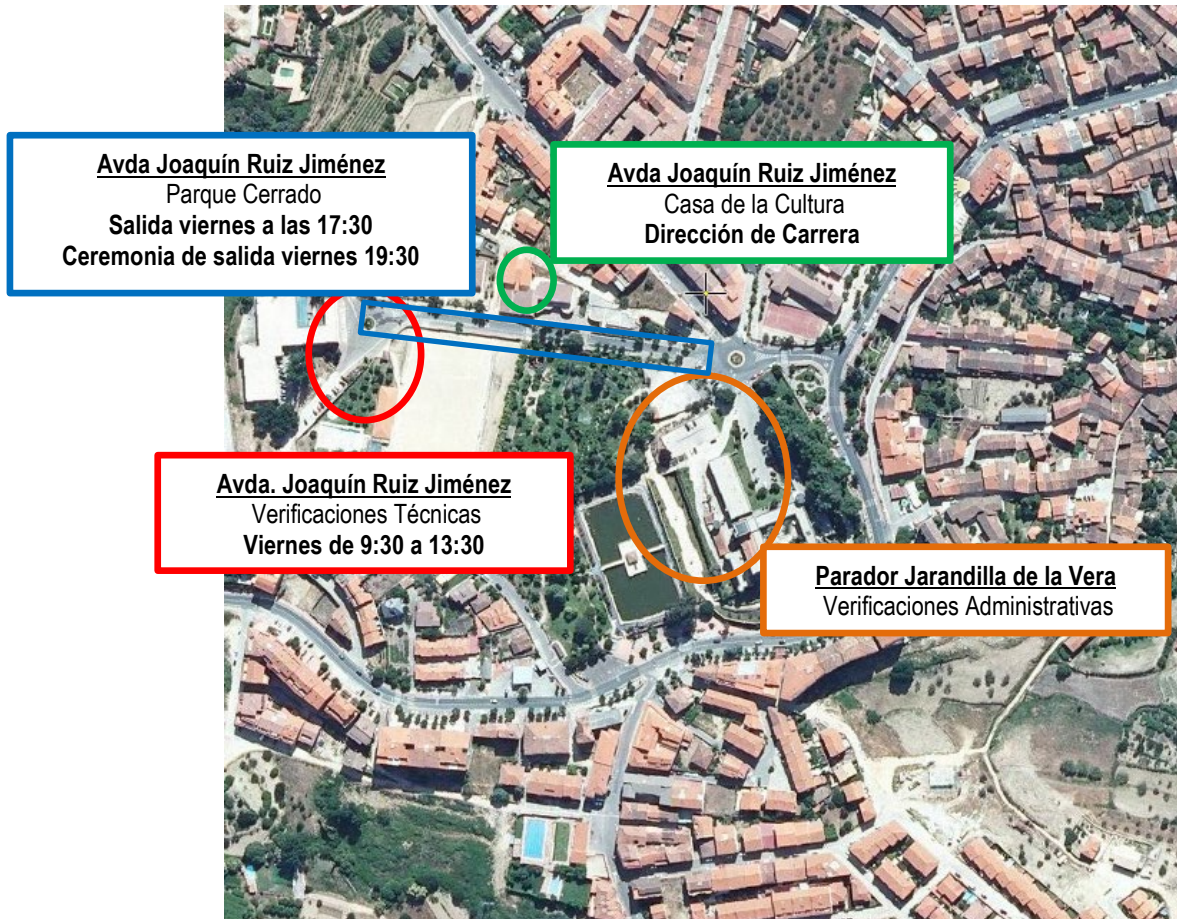 Avda Joaquín Ruiz Jiménez
Parque Cerrado
Salida viernes a las 17:30
Ceremonia de salida viernes 19:30
Avda Joaquín Ruiz Jiménez
Casa de la Cultura
Dirección de Carrera
Avda. Joaquín Ruiz Jiménez
Verificaciones Técnicas
Viernes de 9:30 a 13:30
Parador Jarandilla de la Vera
Verificaciones Administrativas